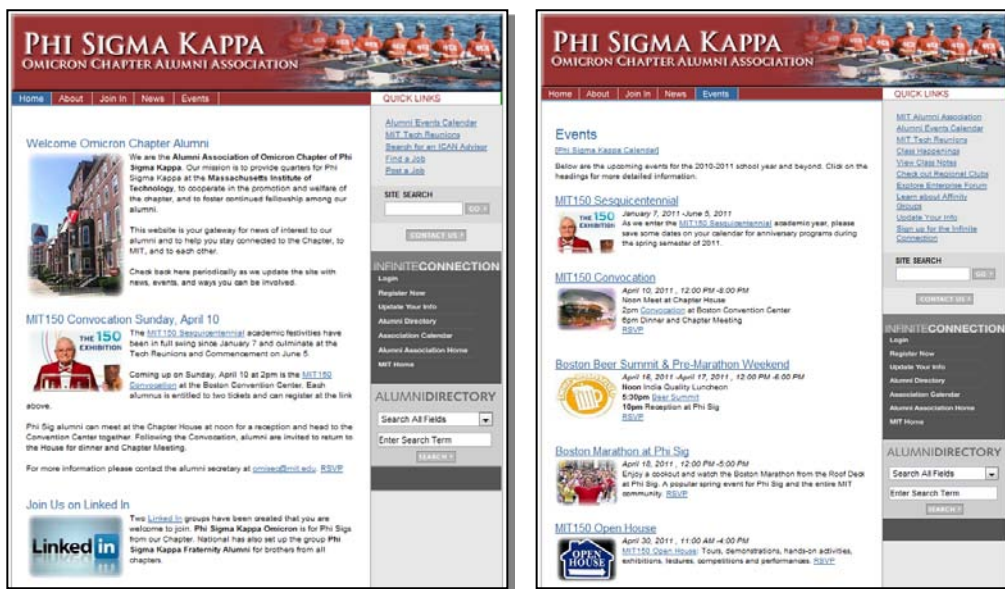 PHI SIGMA KAPPA
OMICRON CHAPTER ALUMNI ASSOCIATION
Home About Join In News Events
Welcome Omicron Chapter Alumni
We are the Alumni Association of Omicron Chapter of Phi
Sigma Kappa. Our mission is to provide quarters for Phi
Sigma Kappa at the Massachusetts Institute of
Technology, to cooperate in the promotion and welfare of
the chapter, and to foster continued fellowship among our
alumni.
This website is your gateway for news of interest to our
alumni and to help you stay connected to the Chapter, to
MIT, and to each other.
Check back here periodically as we update the site with
news, events, and ways you can be involved.
MIT150 Convocation Sunday, April 10
THE 150
EXHIBITION
The MIT150 Sesquicentennial academic festivities have
been in full swing since January 7 and culminate at the
Tech Reunions and Commencement on June 5.
Coming up on Sunday, April 10 at 2pm is the MIT150
Convocation at the Boston Convention Center. Each
alumnus is entitled to two tickets and can register at the link
above.
Phi Sig alumni can meet at the Chapter House at noon for a reception and head to the
Convention Center together. Following the Convocation, alumni are invited to return to
the House for dinner and Chapter Meeting.
For more information please contact the alumni secretary at omisec@mit.edu. RSVP
Join Us on Linked In
Linked in
Two Linked In groups have been created that you are
welcome to join. Phi Sigma Kappa Omicron is for Phi Sigs
from our Chapter. National has also set up the group Phi
Sigma Kappa Fraternity Alumni for brothers from all
chapters.
QUICK LINKS
Alumni Events Calendar
MIT Tech Reunions
Search for an ICAN Advisor
Find a Job
Post a Job
SITE SEARCH
GO
CONTACT US
INFINITECONNECTION
Login
Register Now
Update Your Info
Alumni Directory
Association Calendar
Alumni Association Home
MIT Home
ALUMNIDIRECTORY
Search All Fields
Enter Search Term
SEARCH
PHI SIGMA KAPPA
OMICRON CHAPTER ALUMNI ASSOCIATION
Home About Join In News Events
Events
[Phi Sigma Kappa Calendar]
Below are the upcoming events for the 2010-2011 school year and beyond. Click on the
headings for more detailed information.
MIT150 Sesquicentennial
THE 150
EXHIBITION
January 7, 2011 -June 5, 2011
As we enter the MIT150 Sesquicentennial academic year, please
save some dates on your calendar for anniversary programs during
the spring semester of 2011.
MIT150 Convocation
April 10, 2011 , 12:00 PM -8:00 PM
Noon Meet at Chapter House
2pm Convocation at Boston Convention Center
6pm Dinner and Chapter Meeting
RSVP
Boston Beer Summit & Pre-Marathon Weekend
April 16, 2011 -April 17, 2011 , 12:00 PM -6:00 PM
Noon India Quality Luncheon
5:30pm Beer Summit
10pm Reception at Phi Sig
RSVP
Boston Marathon at Phi Sig
April 18, 2011 , 12:00 PM -5:00 PM
Enjoy a cookout and watch the Boston Marathon from the Roof Deck
at Phi Sig. A popular spring event for Phi Sig and the entire MIT
community. RSVP
MIT150 Open House
OPEN
HOUSE
April 30, 2011 , 11:00 AM -4:00 PM
MIT150 Open House: Tours, demonstrations, hands-on activities,
exhibitions, lectures, competitions and performances. RSVP
QUICK LINKS
MIT Alumni Association
Alumni Events Calendar
MIT Tech Reunions
Class Happenings
View Class Notes
Check out Regional Clubs
Explore Enterprise Forum
Learn about Affinity
Groups
Update Your Info
Sign up for the Infinite
Connection
SITE SEARCH
GO
CONTACT US
INFINITECONNECTION
Login
Register Now
Update Your Info
Alumni Directory
Association Calendar
Alumni Association Home
MIT Home
ALUMNIDIRECTORY
Search All Fields
Enter Search Term
SEARCH